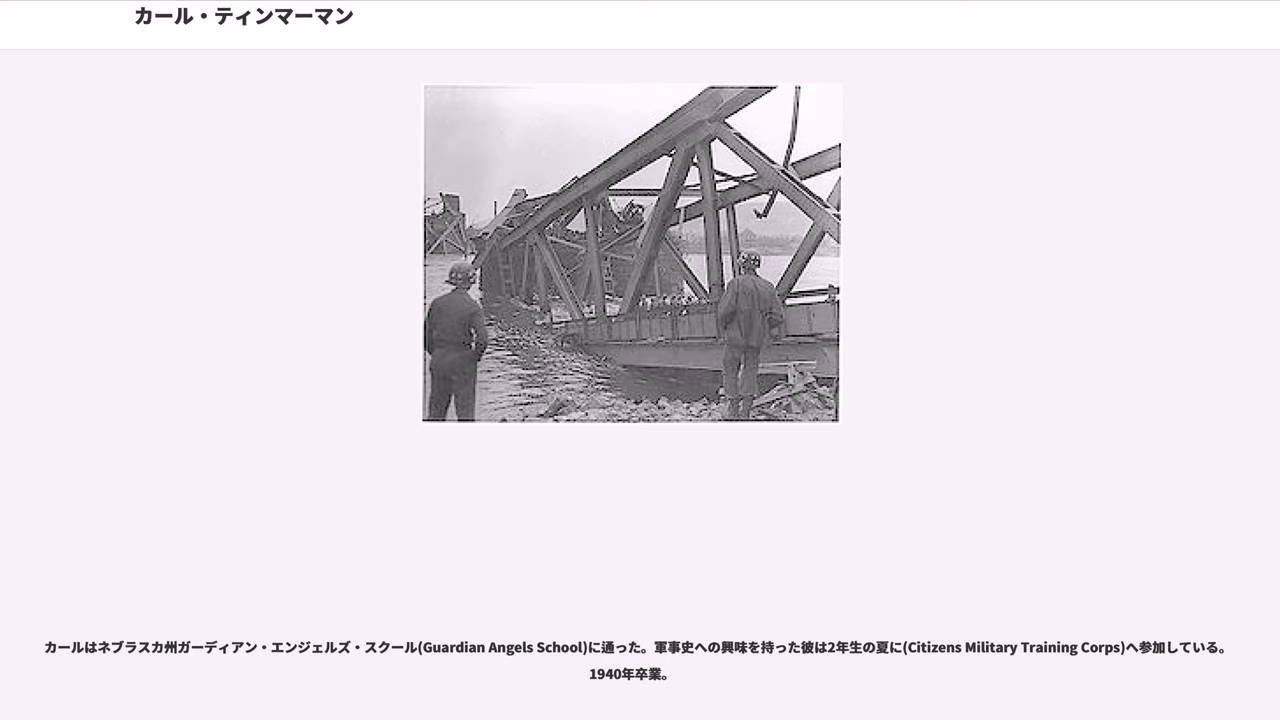 カール・ティンマーマン
カールはネブラスカ州ガーディアン・エンジェルズ・スクール(Guardian Angels School)に通った。軍事史への興味を持った彼は2年生の夏に(Citizens Military Training Corps)へ参加している。
1940年卒業。